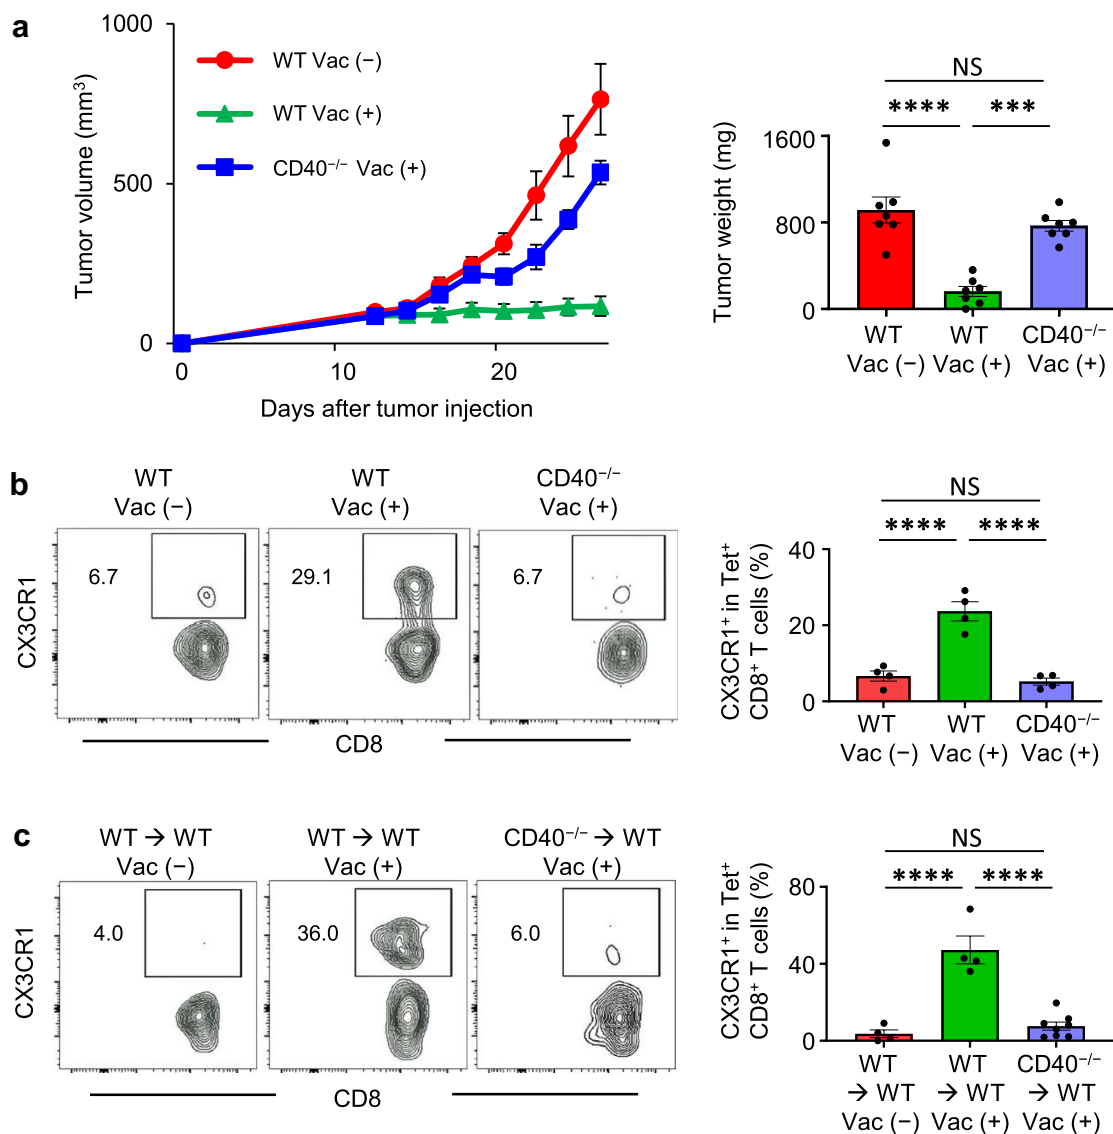 a
1000
500
0
Tumor volume (mm³)
WT Vac (−)
WT Vac (+)
CD40⁻/⁻ Vac (+)
0
10
20
Days after tumor injection
NS
****
***
1600
800
0
Tumor weight (mg)
WT
Vac (−)
WT
Vac (+)
CD40⁻/⁻
Vac (+)
b
WT
Vac (−)
WT
Vac (+)
CD40⁻/⁻
Vac (+)
CX3CR1
6.7
29.1
6.7
CD8
NS
****
****
40
20
0
CX3CR1⁺ in Tet⁺
CD8⁺ T cells (%)
WT
Vac (−)
WT
Vac (+)
CD40⁻/⁻
Vac (+)
c
WT → WT
Vac (−)
WT → WT
Vac (+)
CD40⁻/⁻ → WT
Vac (+)
CX3CR1
4.0
36.0
6.0
CD8
NS
****
****
80
40
0
CX3CR1⁺ in Tet⁺
CD8⁺ T cells (%)
WT
→ WT
Vac (−)
WT
→ WT
Vac (+)
CD40⁻/⁻
→ WT
Vac (+)